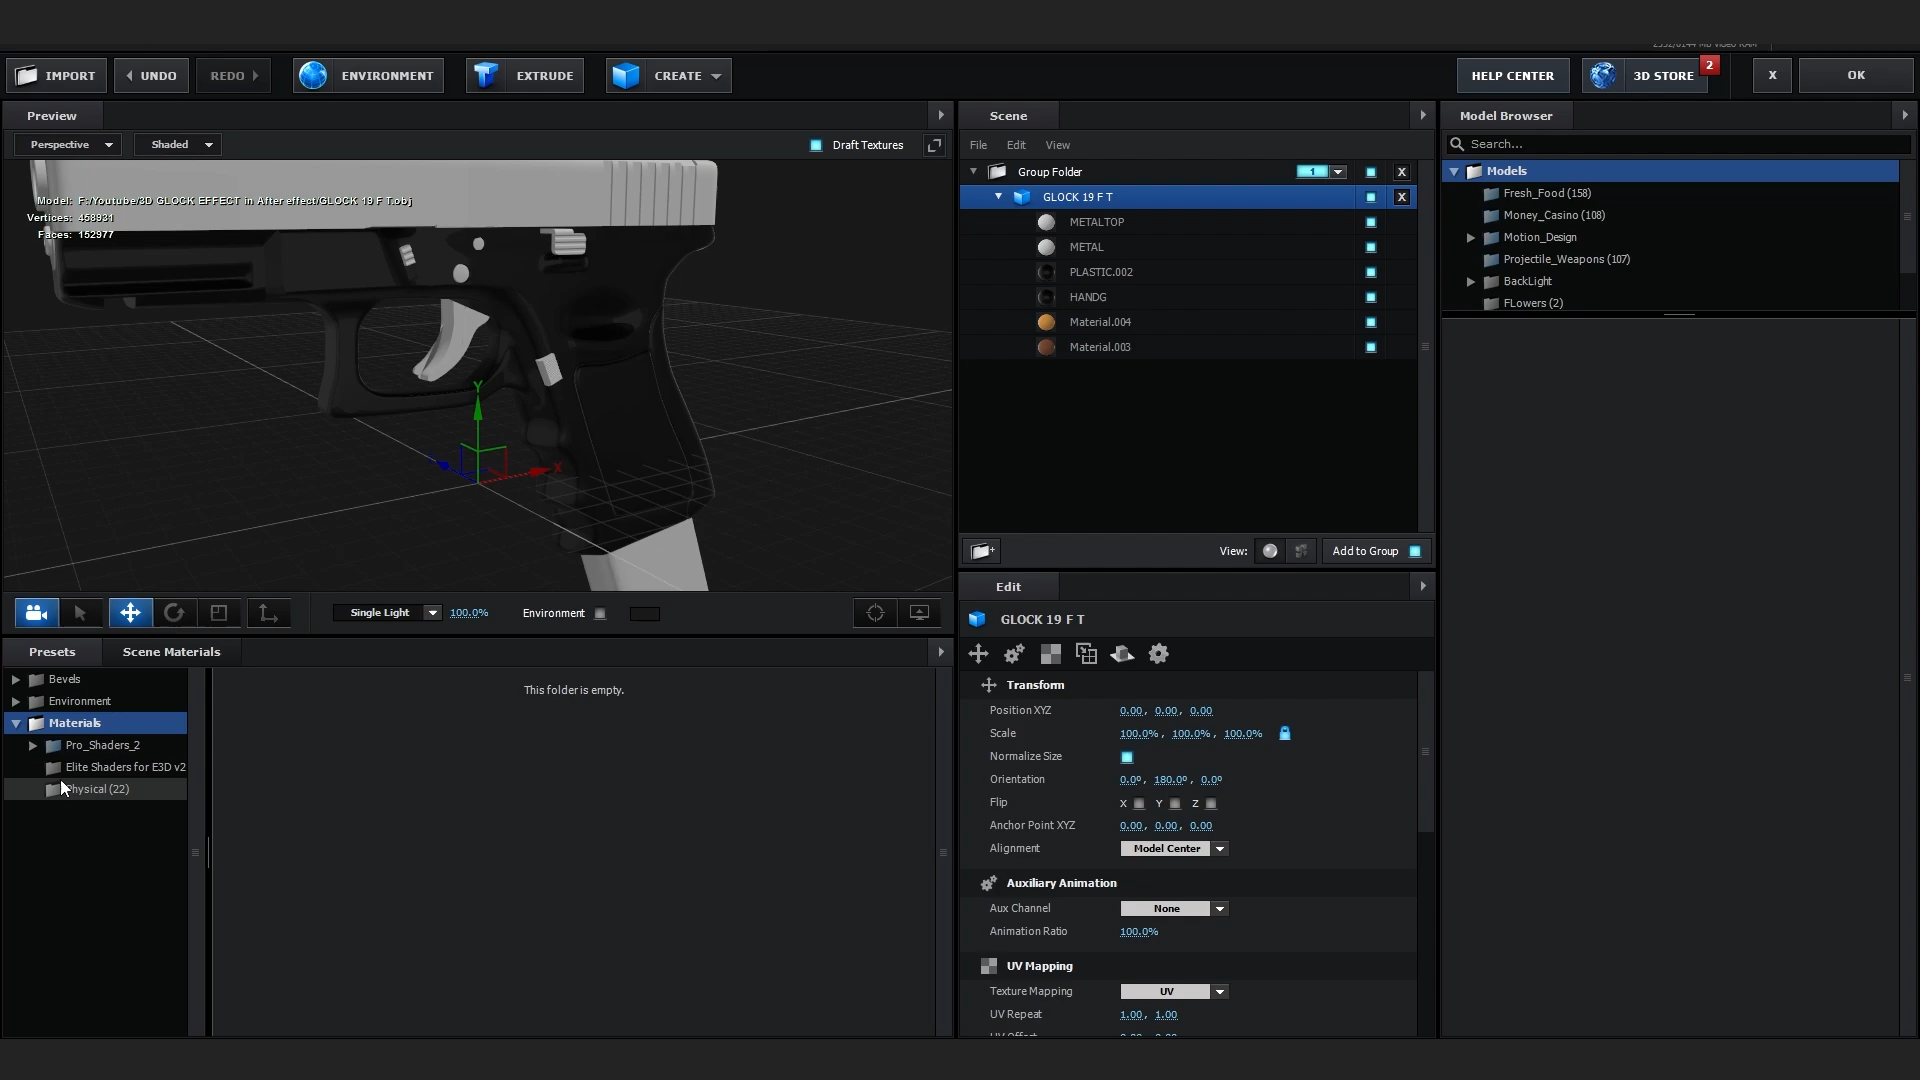 IMPORT
UNDO
REDO
ENVIRONMENT
EXTRUDE
CREATE
HELP CENTER
3D STORE
2
X
OK
Preview
Perspective
Shaded
Draft Textures
Model: F:/Youtube/3D GLOCK EFFECT in After effect/GLOCK 19 F T.obj
Vertices: 458931
Faces: 152977
Y
X
Single Light
100.0%
Environment
Scene
File Edit View
Group Folder
1
X
GLOCK 19 F T
X
METALTOP
METAL
PLASTIC.002
HANDG
Material.004
Material.003
View:
Add to Group
Model Browser
Search...
Models
Fresh_Food (158)
Money_Casino (108)
Motion_Design
Projectile_Weapons (107)
BackLight
FLowers (2)
Presets
Scene Materials
Bevels
Environment
Materials
Pro_Shaders_2
Elite Shaders for E3D v2
Physical (22)
This folder is empty.
Edit
GLOCK 19 F T
Transform
Position XYZ 0.00, 0.00, 0.00
Scale 100.0%, 100.0%, 100.0%
Normalize Size
Orientation 0.0º, 180.0º, 0.0º
Flip X Y Z
Anchor Point XYZ 0.00, 0.00, 0.00
Alignment Model Center
Auxiliary Animation
Aux Channel None
Animation Ratio 100.0%
UV Mapping
Texture Mapping UV
UV Repeat 1.00, 1.00